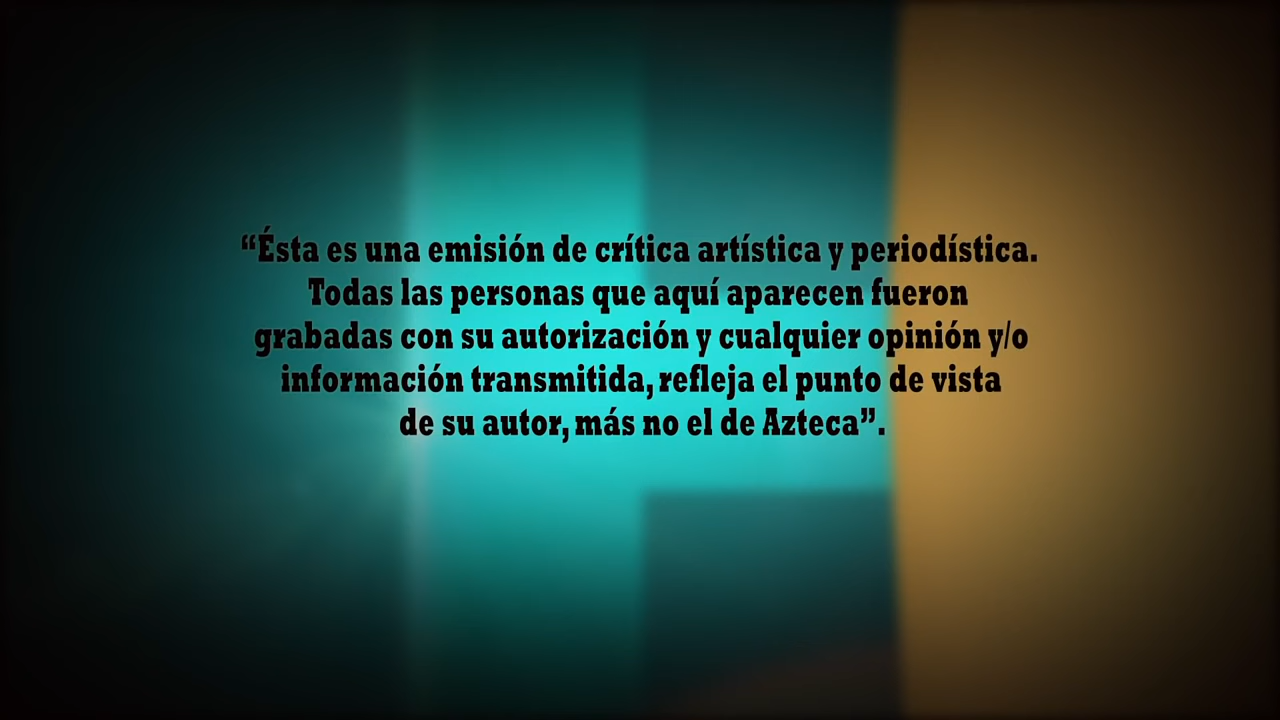 “Ésta es una emisión de crítica artística y periodística.
Todas las personas que aquí aparecen fueron
grabadas con su autorización y cualquier opinión y/o
información transmitida, refleja el punto de vista
de su autor, más no el de Azteca”.